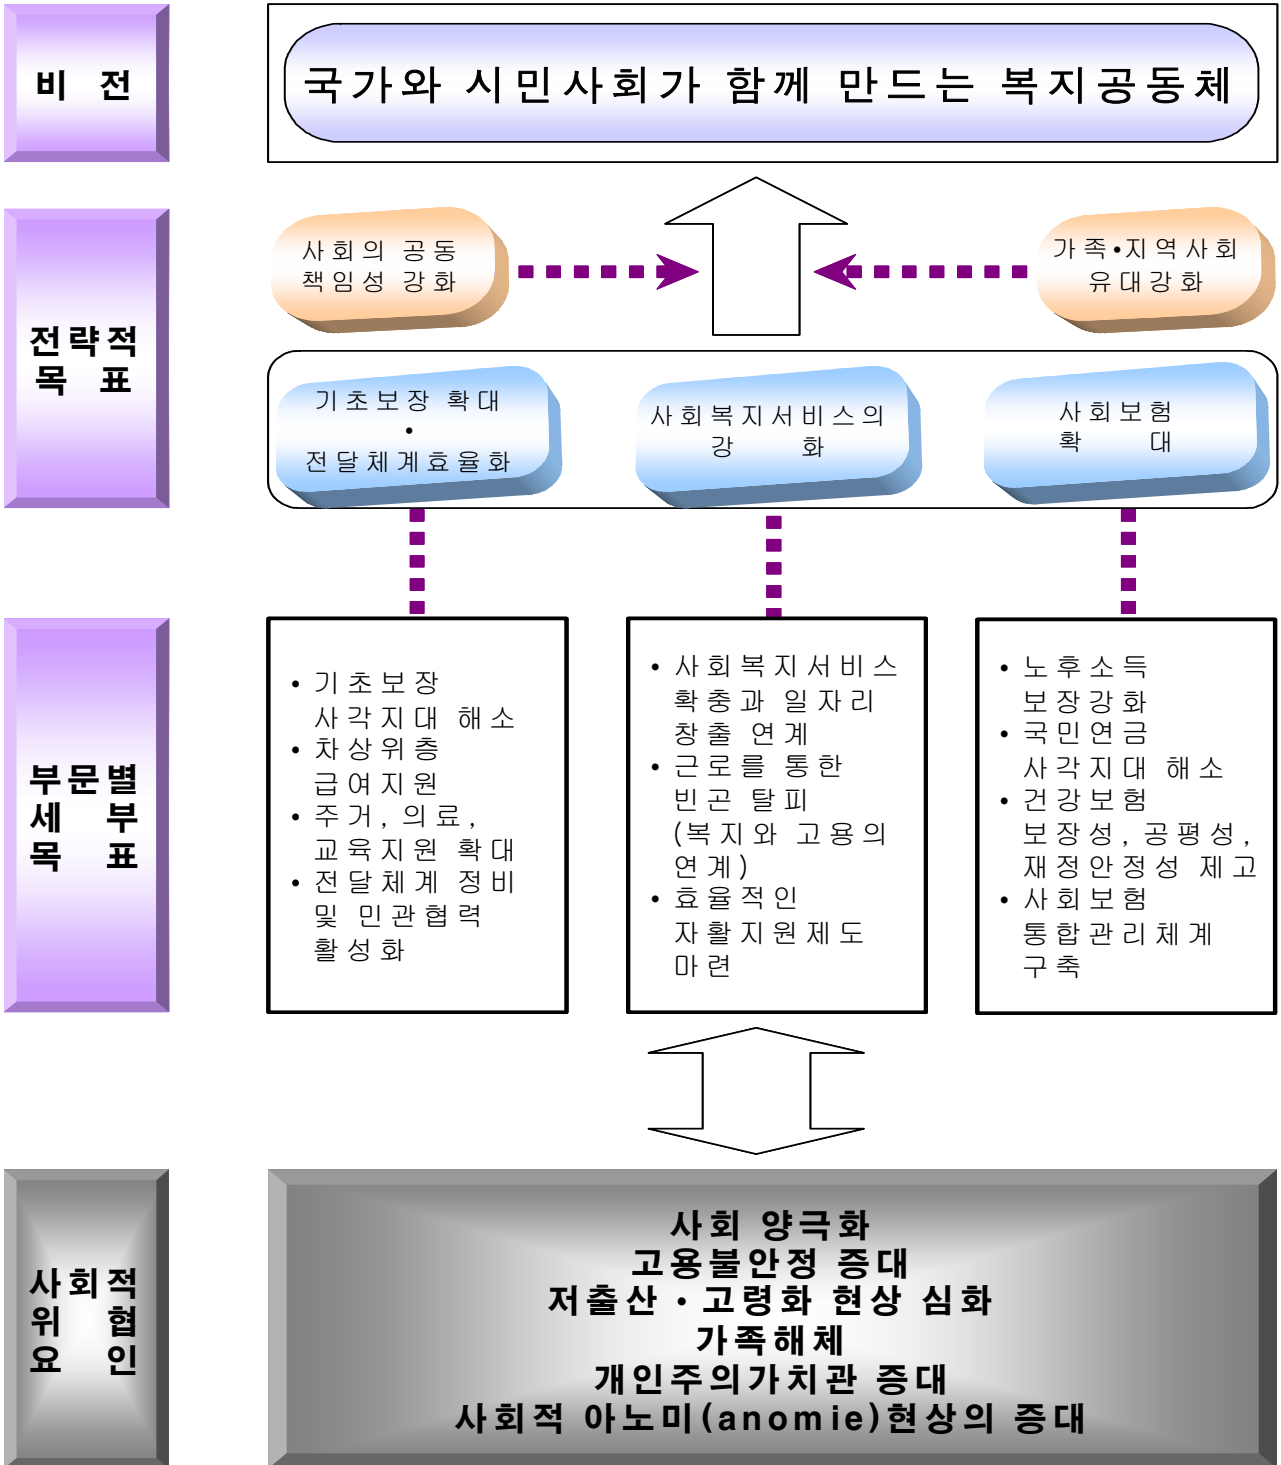 비 전
국가와 시민사회가 함께 만드는 복지공동체
전략적
목 표
사회의 공동
책임성 강화
가족•지역사회
유대강화
기초보장 확대
•
전달체계효율화
사회복지서비스의
강 화
사회보험
확 대
부문별
세 부
목 표
• 기초보장
사각지대 해소
• 차상위층
급여지원
• 주거, 의료,
교육지원 확대
• 전달체계 정비
및 민관협력
활성화
• 사회복지서비스
확충과 일자리
창출 연계
• 근로를 통한
빈곤 탈피
(복지와 고용의
연계)
• 효율적인
자활지원제도
마련
• 노후소득
보장강화
• 국민연금
사각지대 해소
• 건강보험
보장성, 공평성,
재정안정성 제고
• 사회보험
통합관리체계
구축
사회적
위 협
요 인
사회 양극화
고용불안정 증대
저출산 · 고령화 현상 심화
가족해체
개인주의가치관 증대
사회적 아노미(anomie)현상의 증대